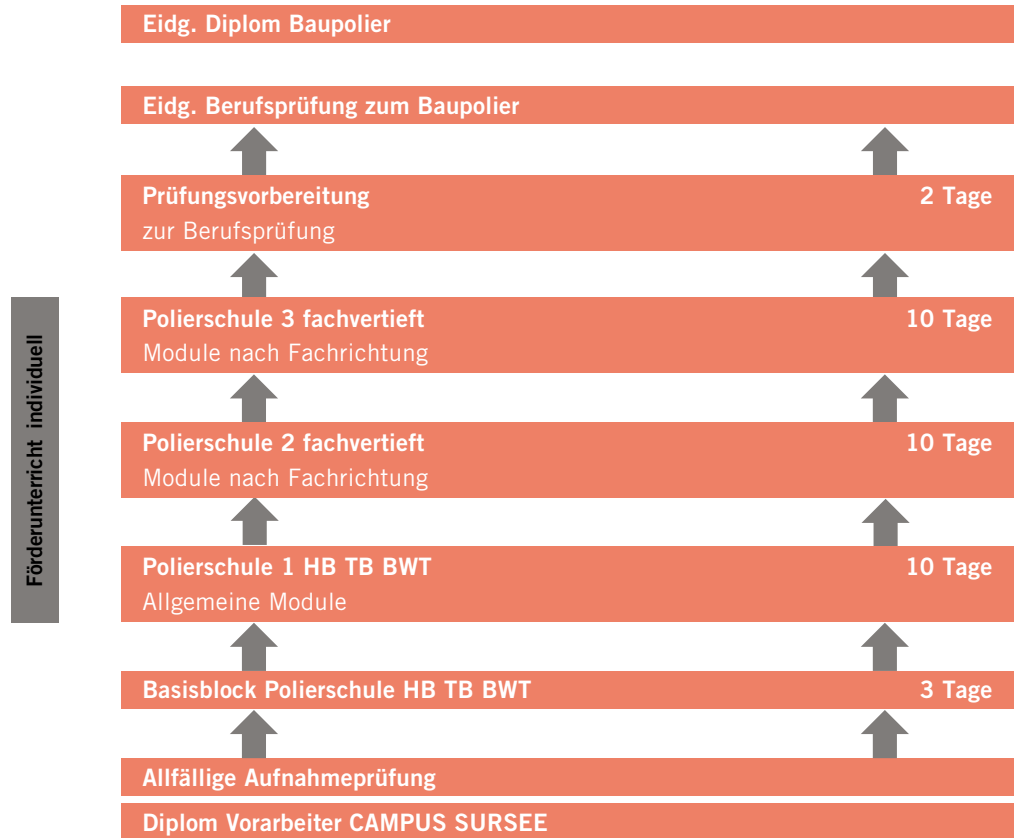 Eidg. Diplom Baupolier
Eidg. Berufsprüfung zum Baupolier
Prüfungsvorbereitung 2 Tage
zur Berufsprüfung
Polierschule 3 fachvertieft 10 Tage
Module nach Fachrichtung
Polierschule 2 fachvertieft 10 Tage
Module nach Fachrichtung
Polierschule 1 HB TB BWT 10 Tage
Allgemeine Module
Basisblock Polierschule HB TB BWT 3 Tage
Allfällige Aufnahmeprüfung
Diplom Vorarbeiter CAMPUS SURSEE
Förderunterricht individuell